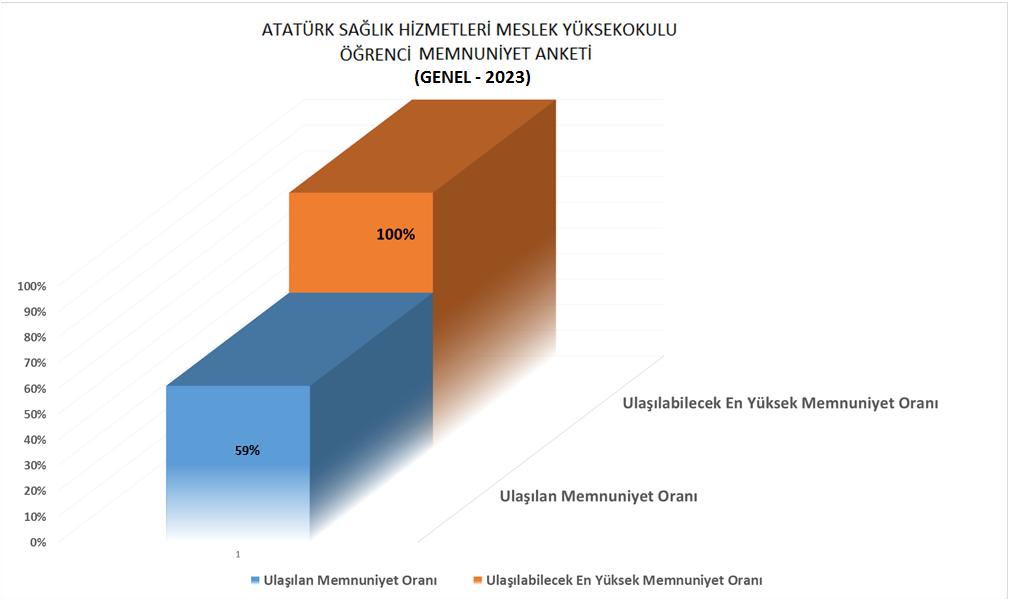 ATATÜRK SAĞLIK HİZMETLERİ MESLEK YÜKSEKOKULU
ÖĞRENCİ MEMNUNİYET ANKETİ
(GENEL - 2023)
100%
100%
90%
80%
70%
60%
50%
40%
30%
20%
10%
0%
59%
1
Ulaşılabilecek En Yüksek Memnuniyet Oranı
Ulaşılan Memnuniyet Oranı
Ulaşılan Memnuniyet Oranı Ulaşılabilecek En Yüksek Memnuniyet Oranı